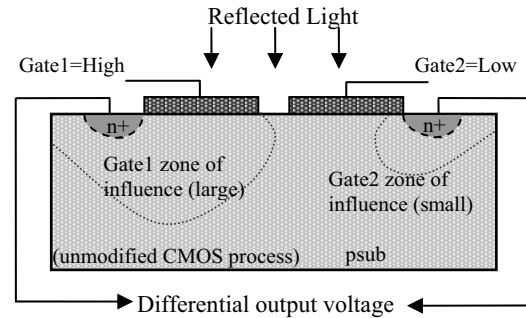 Reflected Light
Gate1=High
Gate2=Low
n+
n+
Gate1 zone of
influence (large)
Gate2 zone of
influence (small)
(unmodified CMOS process)
psub
Differential output voltage